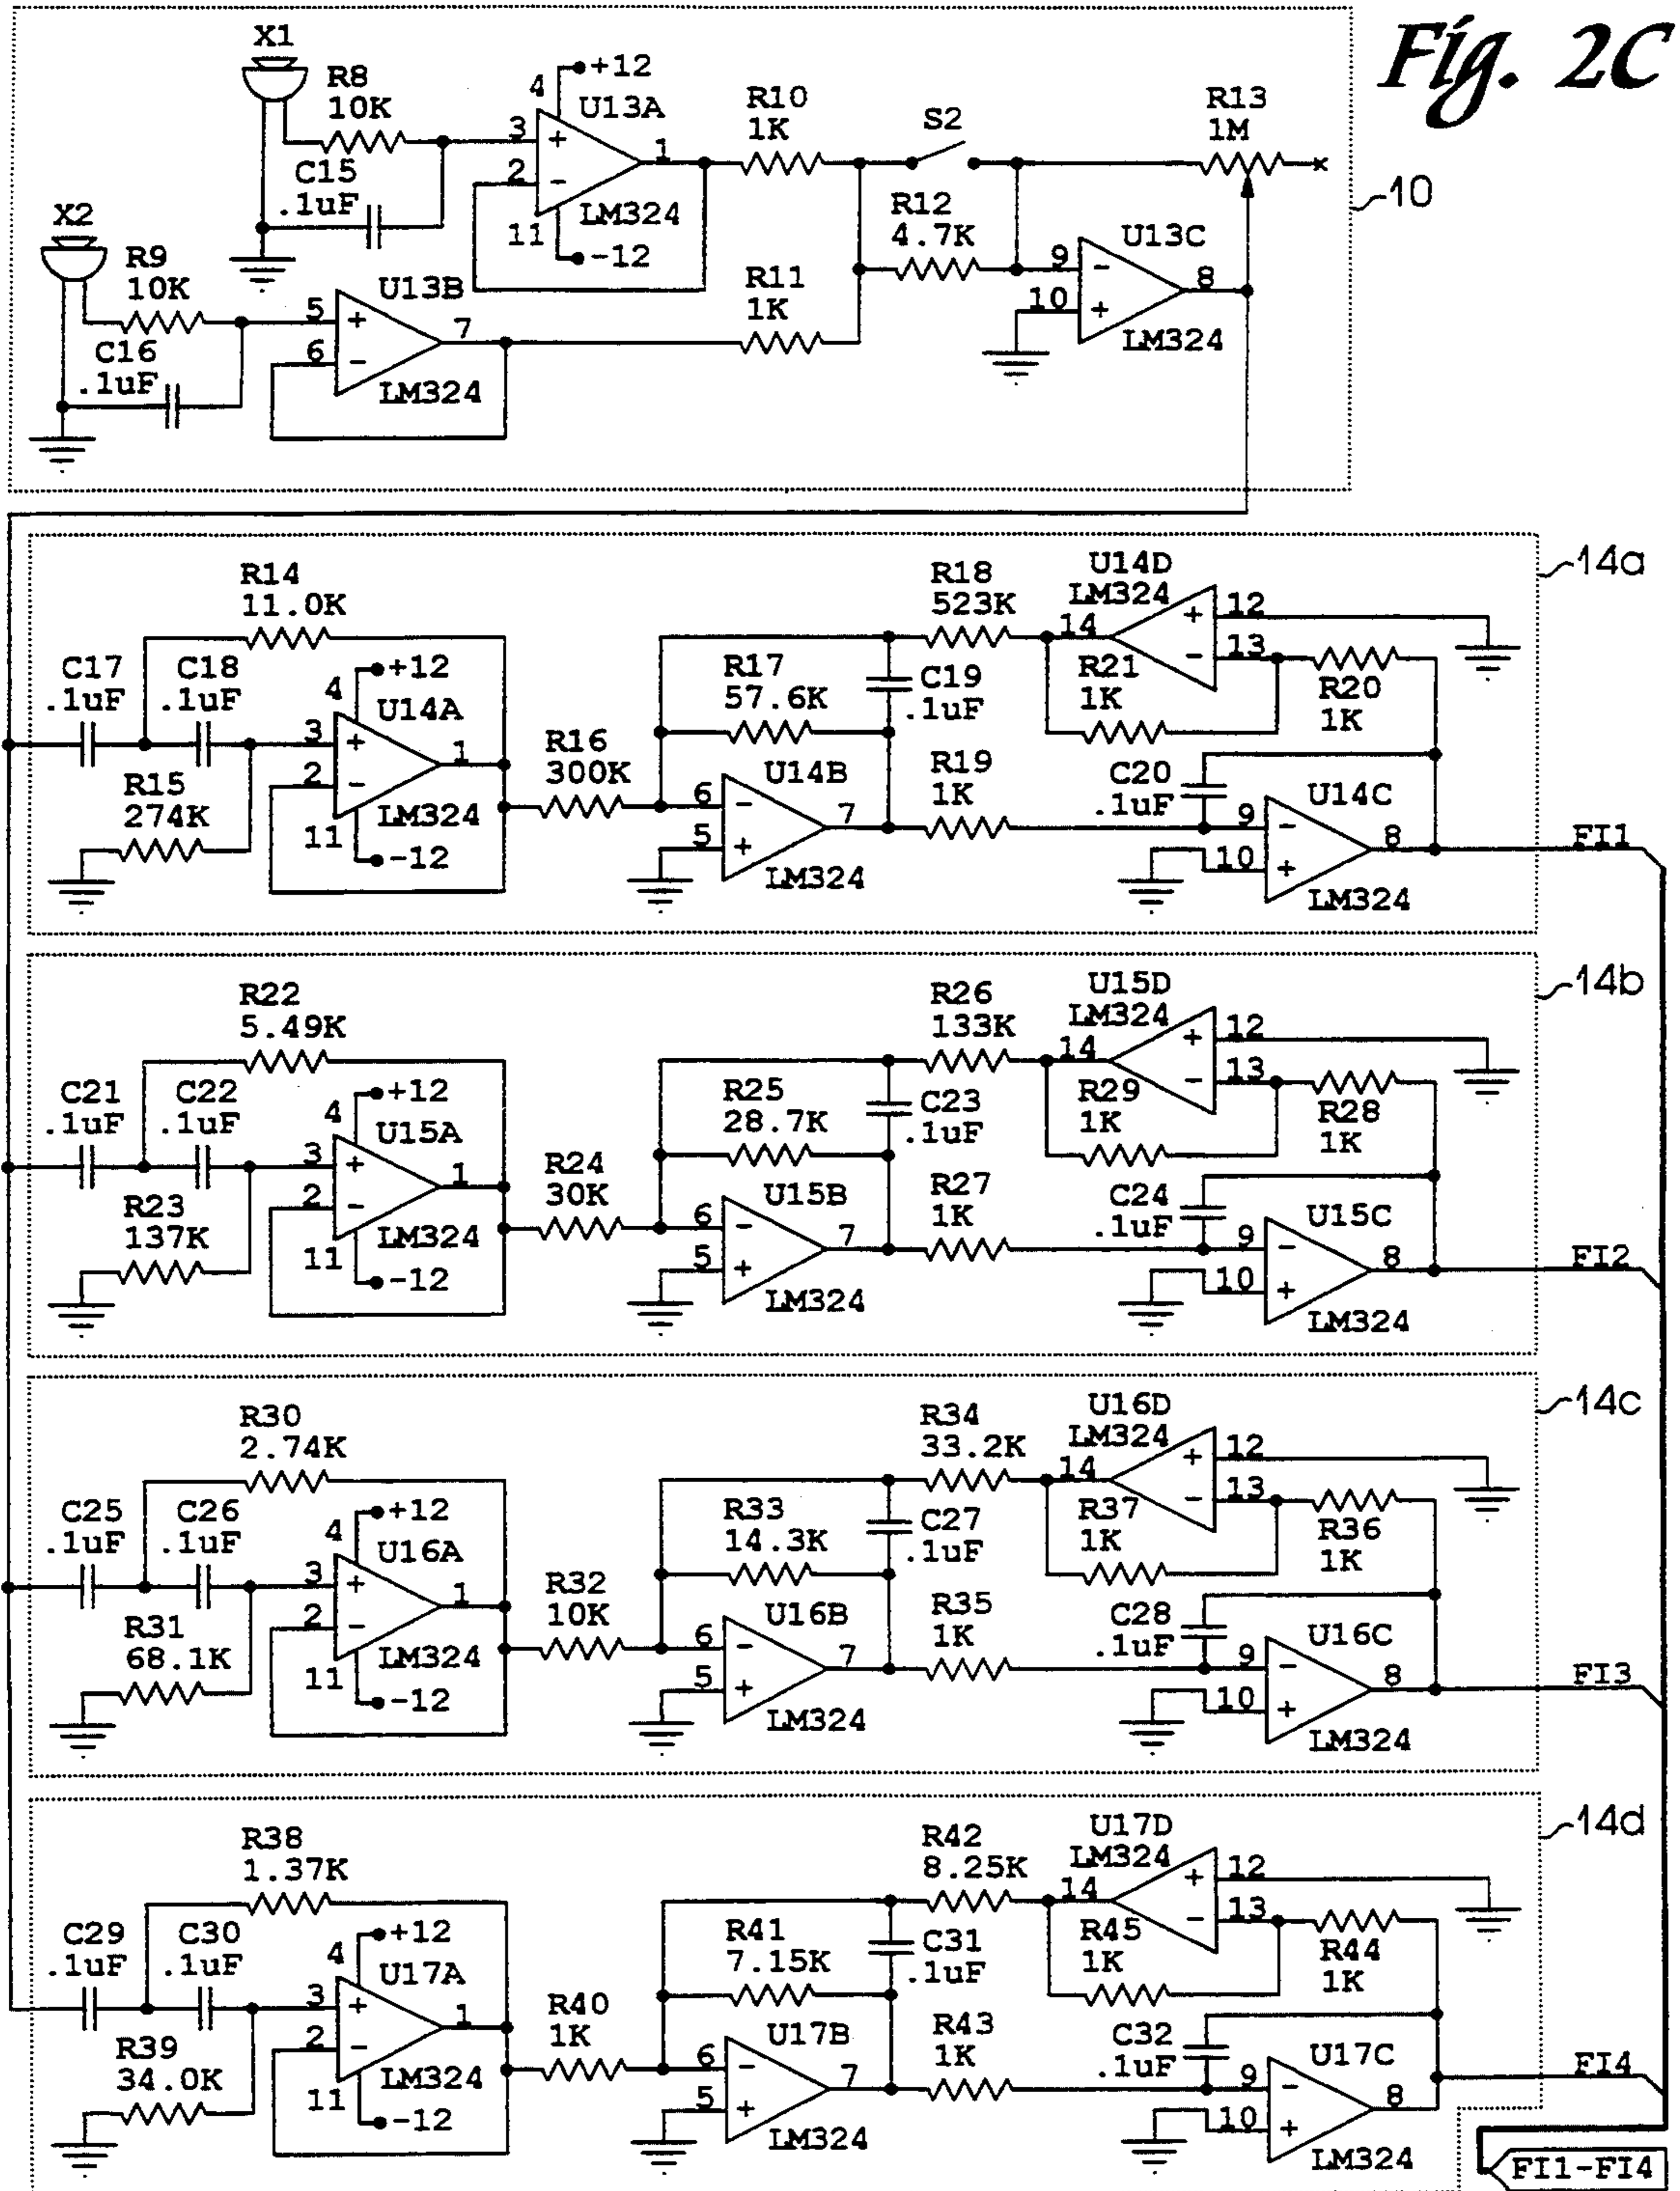 Fig. 2C
X1
R8
10K
C15
.1uF
4
+12
U13A
3
+
2
-
1
11
LM324
-12
R10
1K
S2
R13
1M
x
10
X2
R9
10K
C16
.1uF
U13B
5
+
6
-
7
LM324
R11
1K
R12
4.7K
U13C
9
-
10
+
8
LM324
14a
R14
11.0K
C17
.1uF
C18
.1uF
4
+12
U14A
3
+
2
-
1
R15
274K
LM324
11
-12
R16
300K
R17
57.6K
R18
523K
C19
.1uF
U14D
LM324
14
+
12
-
13
R21
1K
R20
1K
U14B
6
-
5
+
7
LM324
R19
1K
C20
.1uF
U14C
9
-
10
+
8
LM324
FI1
14b
R22
5.49K
C21
.1uF
C22
.1uF
4
+12
U15A
3
+
2
-
1
R23
137K
LM324
11
-12
R24
30K
R25
28.7K
R26
133K
C23
.1uF
U15D
LM324
14
+
12
-
13
R29
1K
R28
1K
U15B
6
-
5
+
7
LM324
R27
1K
C24
.1uF
U15C
9
-
10
+
8
LM324
FI2
14c
R30
2.74K
C25
.1uF
C26
.1uF
4
+12
U16A
3
+
2
-
1
R31
68.1K
LM324
11
-12
R32
10K
R33
14.3K
R34
33.2K
C27
.1uF
U16D
LM324
14
+
12
-
13
R37
1K
R36
1K
U16B
6
-
5
+
7
LM324
R35
1K
C28
.1uF
U16C
9
-
10
+
8
LM324
FI3
14d
R38
1.37K
C29
.1uF
C30
.1uF
4
+12
U17A
3
+
2
-
1
R39
34.0K
LM324
11
-12
R40
1K
R41
7.15K
R42
8.25K
C31
.1uF
U17D
LM324
14
+
12
-
13
R45
1K
R44
1K
U17B
6
-
5
+
7
LM324
R43
1K
C32
.1uF
U17C
9
-
10
+
8
LM324
FI4
FI1-FI4